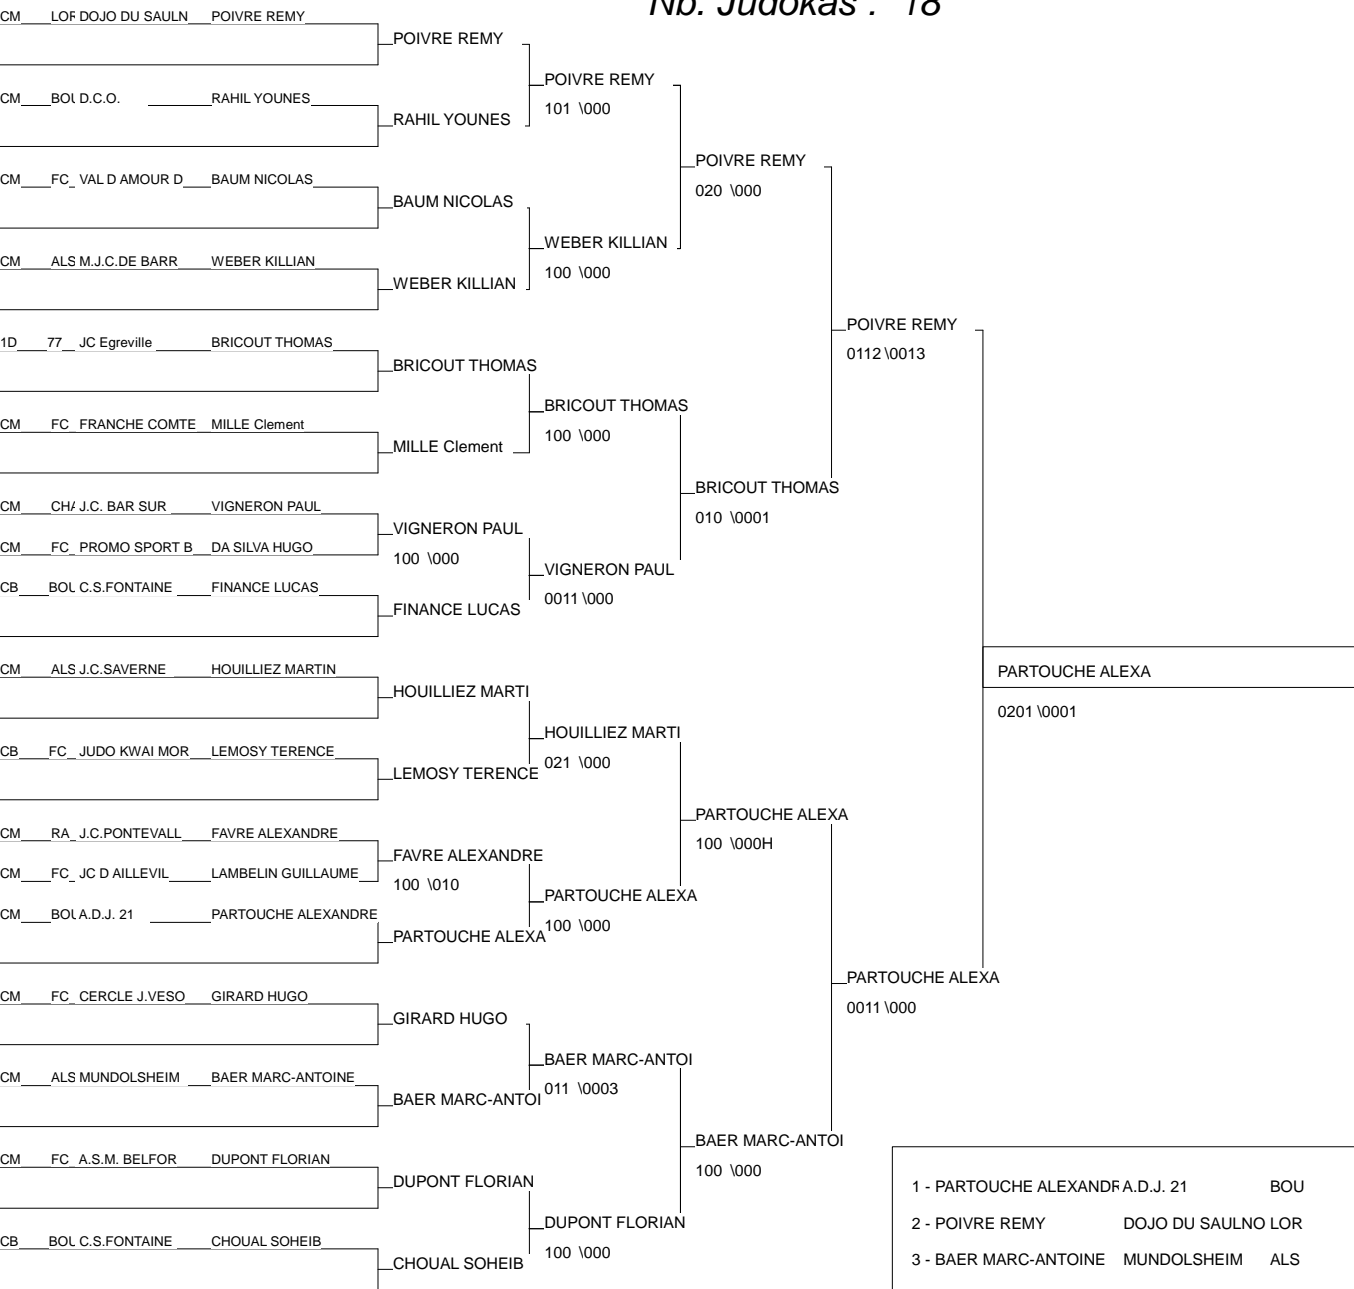 Nb. Judokas : 18
CM LOR DOJO DU SAULN POIVRE REMY
POIVRE REMY
POIVRE REMY
CM BOU D.C.O. RAHIL YOUNES
101 \000
RAHIL YOUNES
POIVRE REMY
CM FC VAL D AMOUR D BAUM NICOLAS
020 \000
BAUM NICOLAS
WEBER KILLIAN
CM ALS M.J.C.DE BARR WEBER KILLIAN
100 \000
WEBER KILLIAN
POIVRE REMY
1D 77 JC Egreville BRICOUT THOMAS
0112 \0013
BRICOUT THOMAS
BRICOUT THOMAS
CM FC FRANCHE COMTE MILLE Clement
100 \000
MILLE Clement
BRICOUT THOMAS
CM CHA J.C. BAR SUR VIGNERON PAUL
010 \0001
VIGNERON PAUL
CM FC PROMO SPORT B DA SILVA HUGO
100 \000
VIGNERON PAUL
CB BOU C.S.FONTAINE FINANCE LUCAS
0011 \000
FINANCE LUCAS
CM ALS J.C.SAVERNE HOUILLIEZ MARTIN
PARTOUCHE ALEXA
HOUILLIEZ MARTI
0201 \0001
HOUILLIEZ MARTI
CB FC JUDO KWAI MOR LEMOSY TERENCE
021 \000
LEMOSY TERENCE
PARTOUCHE ALEXA
CM RA J.C.PONTEVALL FAVRE ALEXANDRE
100 \000H
FAVRE ALEXANDRE
CM FC JC D AILLEVIL LAMBELIN GUILLAUME
100 \010
PARTOUCHE ALEXA
CM BOU A.D.J. 21 PARTOUCHE ALEXANDRE
100 \000
PARTOUCHE ALEXA
PARTOUCHE ALEXA
CM FC CERCLE J.VESO GIRARD HUGO
0011 \000
GIRARD HUGO
BAER MARC-ANTOI
CM ALS MUNDOLSHEIM BAER MARC-ANTOINE
011 \0003
BAER MARC-ANTOI
BAER MARC-ANTOI
CM FC A.S.M. BELFOR DUPONT FLORIAN
100 \000
DUPONT FLORIAN
1 - PARTOUCHE ALEXANDR A.D.J. 21 BOU
DUPONT FLORIAN
2 - POIVRE REMY DOJO DU SAULNO LOR
CB BOU C.S.FONTAINE CHOUAL SOHEIB
100 \000
CHOUAL SOHEIB
3 - BAER MARC-ANTOINE MUNDOLSHEIM ALS